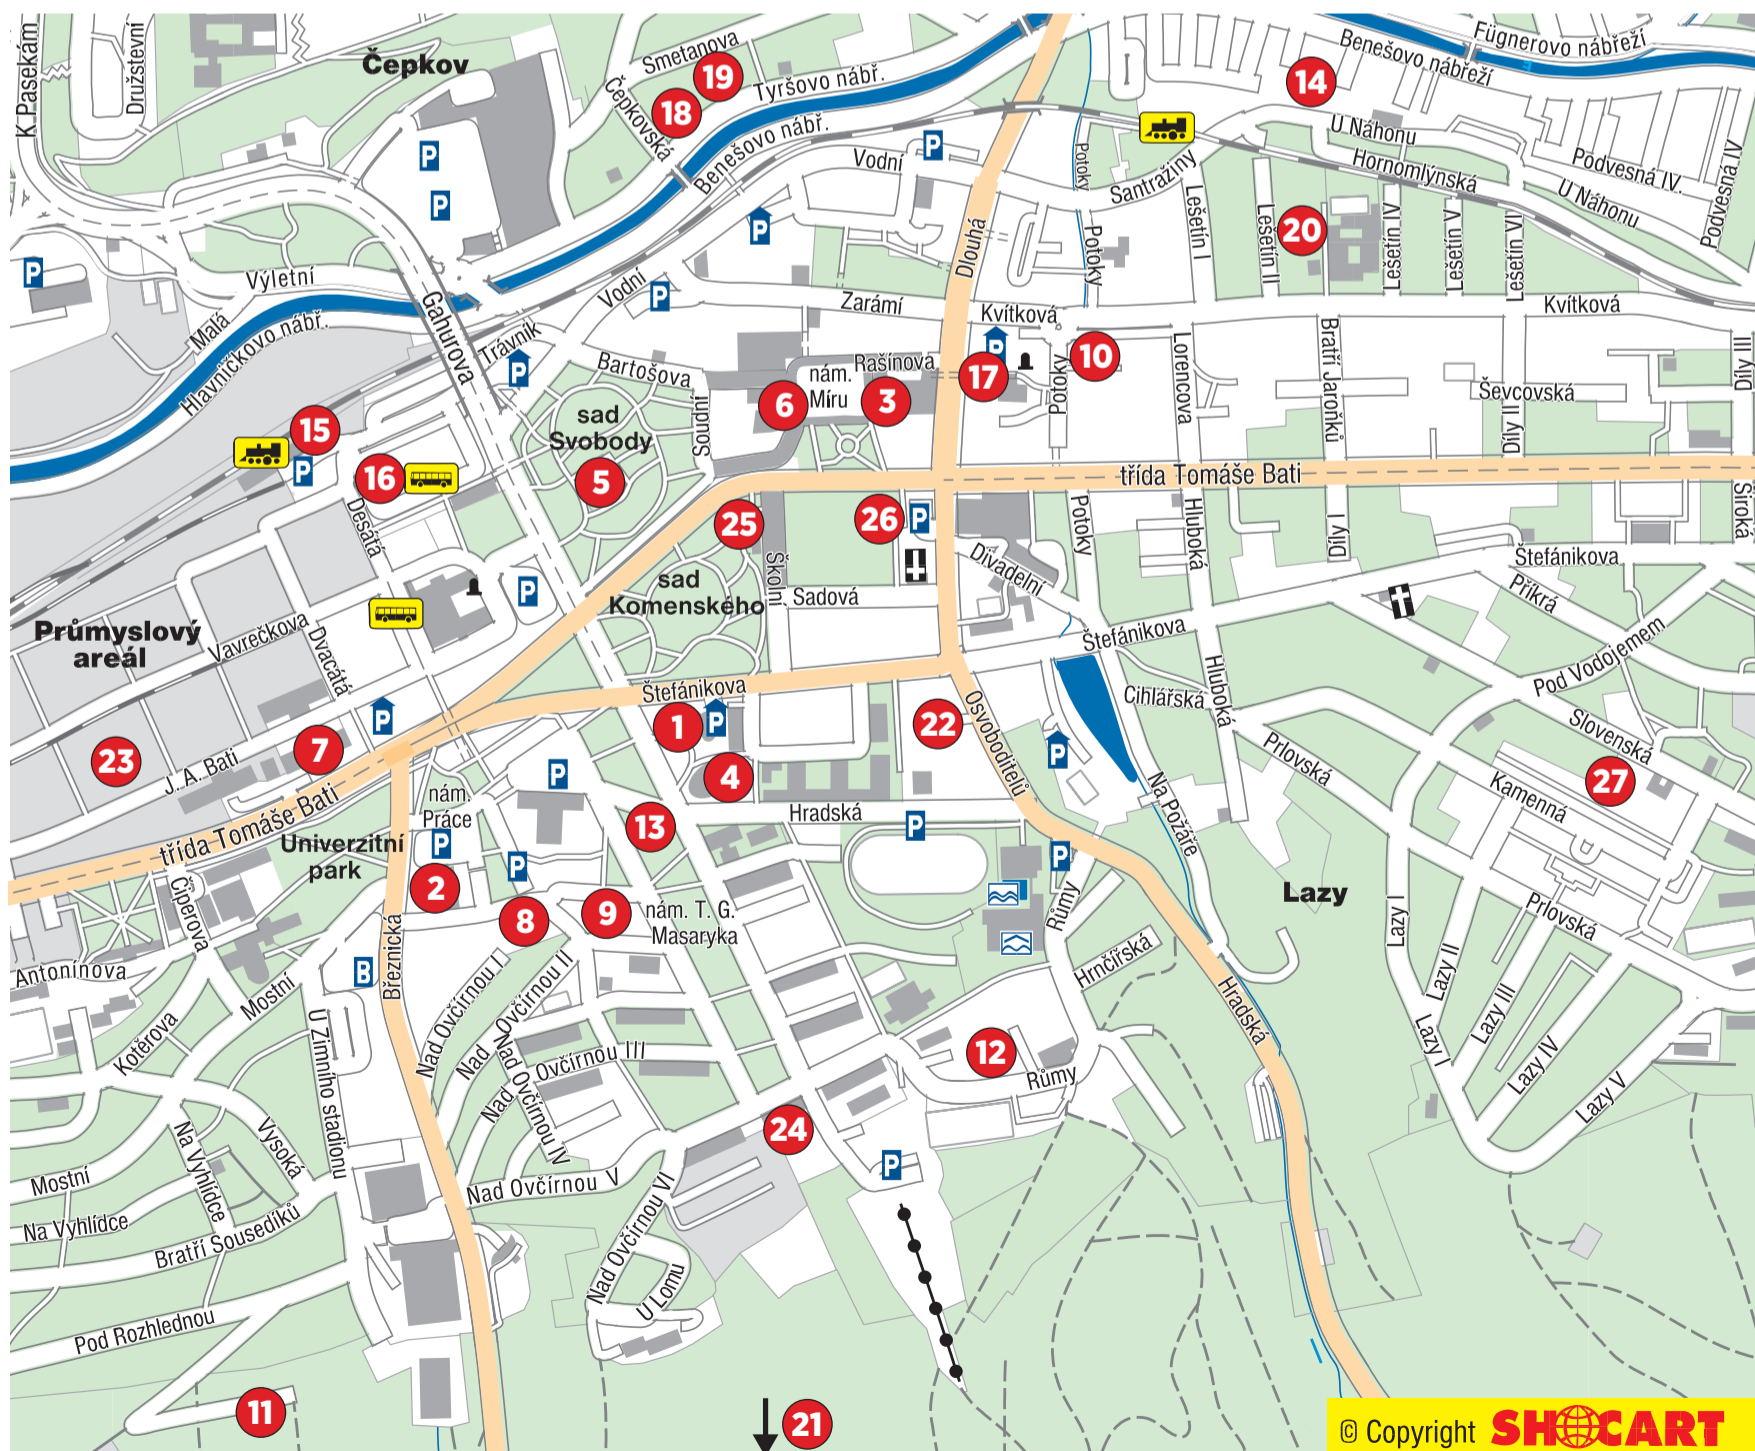 K Pasekám
Družstevní
Čepkov
Smetanova
19
Čepkovská
18
Tyršovo nábř.
Benešovo nábř.
Fügnerovo nábřeží
Benešovo nábřeží
14
U Náhonu
Hornomlýnská
Podvesná IV.
U Náhonu
Podvesná IV
P
P
P
Vodní
Potoky
Santražiny
Lešetín I
Lešetín II
20
Lešetín IV
Lešetín V
Lešetín VI
P
Dlouhá
Potoky
P
Výletní
Malá
Hlavničkovo nábř.
Gahurova
Trávník
Vodní
P
Zarámí
Kvítková
Kvítková
P
Bartošova
Soudní
nám.
Míru
Rašínova
6
3
P
17
10
Potoky
Lorencova
Bratří Jaroňků
Ševcovská
Díly II
Díly III
sad
Svobody
5
15
P
16
Desátá
třída Tomáše Bati
25
26
P
Školní
Divadelní
Potoky
Hluboká
Díly I
Široká
Štefánikova
Příkrá
sad
Komenského
Sadová
P
Průmyslový
areál
Vavrečkova
Dvacátá
Štefánikova
Štefánikova
Hluboká
Cihlářská
Pod Vodojemem
Slovenská
P
1
P
22
Osvoboditelů
P
Prlovská
23
7
J. A. Bati
4
P
Na Požáře
Kamenná
27
třída Tomáše Bati
nám.
Práce
P
Univerzitní
park
13
Hradská
P
P
P
2
Ciperova
8
9
nám. T. G.
Masaryka
Růmy
Lazy
Lazy I
Prlovská
Březnická
Antonínova
Mostní
B
Nad Ovčírnou I
Nad Ovčírnou II
Hrnčířská
Hradská
Lazy II
Lazy III
Lazy I
Lazy IV
Lazy V
Kotěrova
U Zimního stadionu
Nad Ovčírnou III
Nad Ovčírnou IV
12
Růmy
24
Vysoká
Na Vyhlídce
Mostní
Nad Ovčírnou V
P
Na Vyhlídce
Bratří Sousedíků
Nad Ovčírnou VI
U Lomu
Pod Rozhlednou
11
21
© Copyright SHOCART